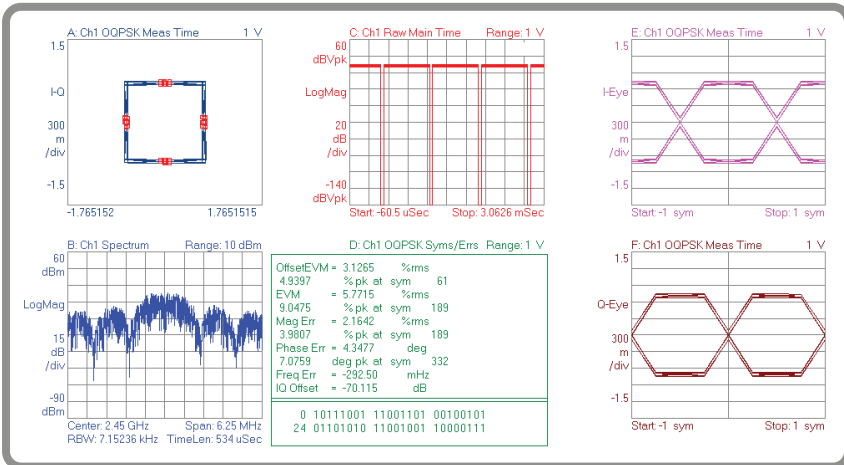 A: Ch1 OQPSK Meas Time 1 V
1.5
I-Q
300
m
/div
-1.5
-1.765152 1.7651515
B: Ch1 Spectrum Range: 10 dBm
60
dBm
LogMag
15
dB
/div
-90
dBm
Center: 2.45 GHz Span: 6.25 MHz
RBW: 7.15236 kHz TimeLen: 534 uSec
C: Ch1 Raw Main Time Range: 1 V
60
dBVpk
LogMag
20
dB
/div
-140
dBVpk
Start: -60.5 uSec Stop: 3.0626 mSec
D: Ch1 OQPSK Syms/Errs Range: 1 V
OffsetEVM = 3.1265 %rms
4.9397 % pk at sym 61
EVM = 5.7715 %rms
9.0475 % pk at sym 189
Mag Err = 2.1642 %rms
3.9807 % pk at sym 189
Phase Err = 4.3477 deg
7.0759 deg pk at sym 332
Freq Err = -292.50 mHz
IQ Offset = -70.115 dB
0 10111001 11001101 00100101
24 01101010 11001001 10000111
E: Ch1 OQPSK Meas Time 1 V
1.5
I-Eye
300
m
/div
-1.5
Start: -1 sym Stop: 1 sym
F: Ch1 OQPSK Meas Time 1 V
1.5
Q-Eye
300
m
/div
-1.5
Start: -1 sym Stop: 1 sym